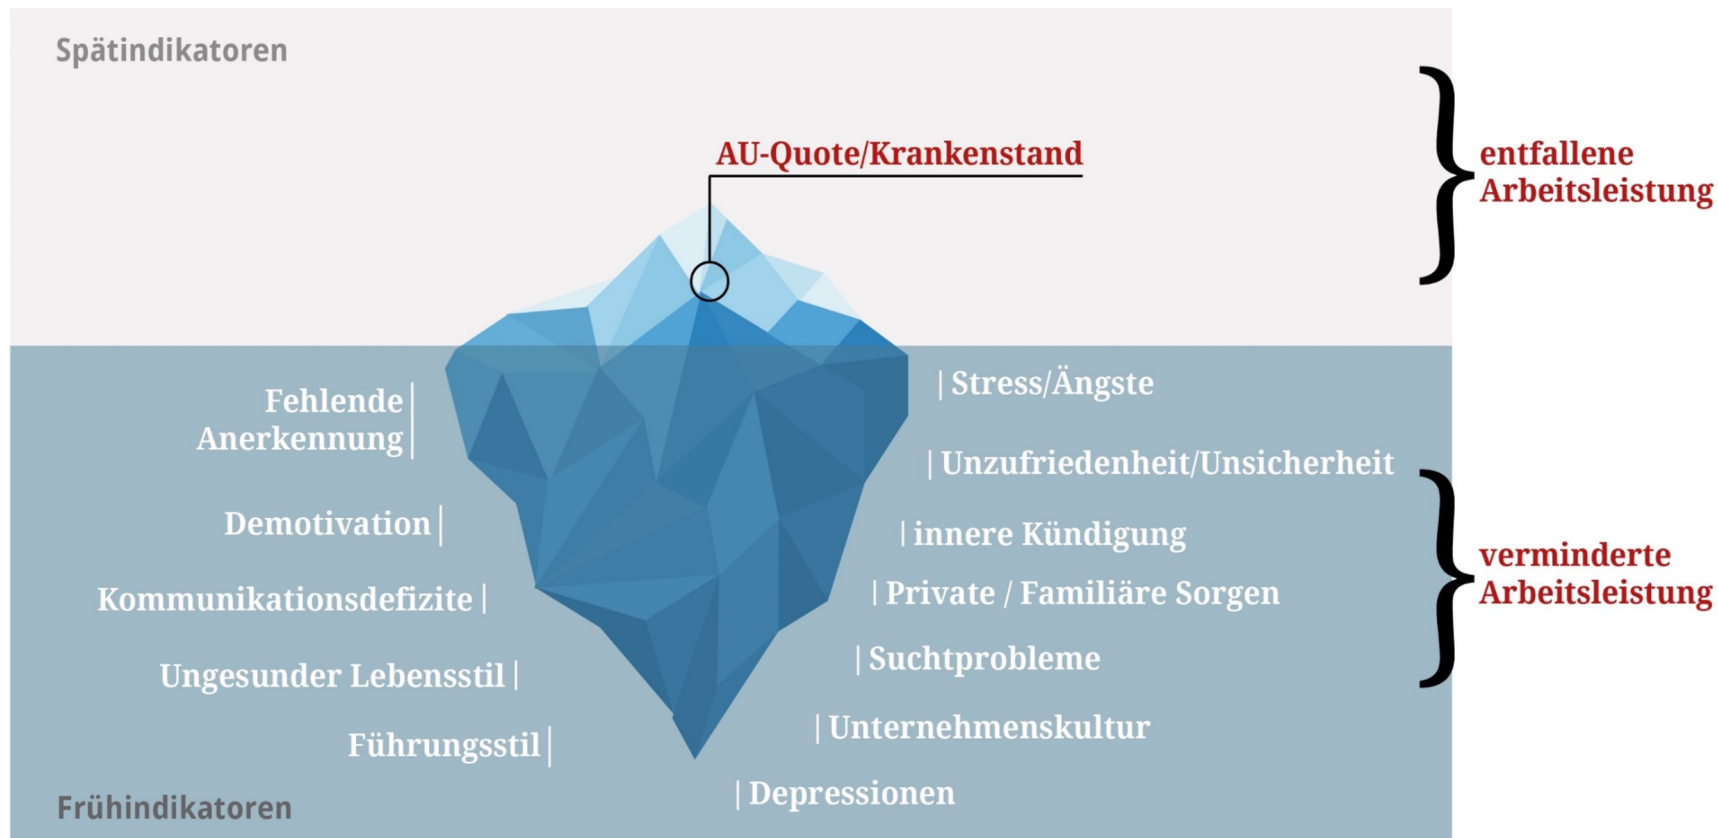 Spätindikatoren
AU-Quote/Krankenstand
entfallene
Arbeitsleistung
Fehlende
Anerkennung
Demotivation
Kommunikationsdefizite
Ungesunder Lebensstil
Führungsstil
Stress/Ängste
Unzufriedenheit/Unsicherheit
innere Kündigung
Private / Familiäre Sorgen
Suchtprobleme
Unternehmenskultur
Depressionen
verminderte
Arbeitsleistung
Frühindikatoren